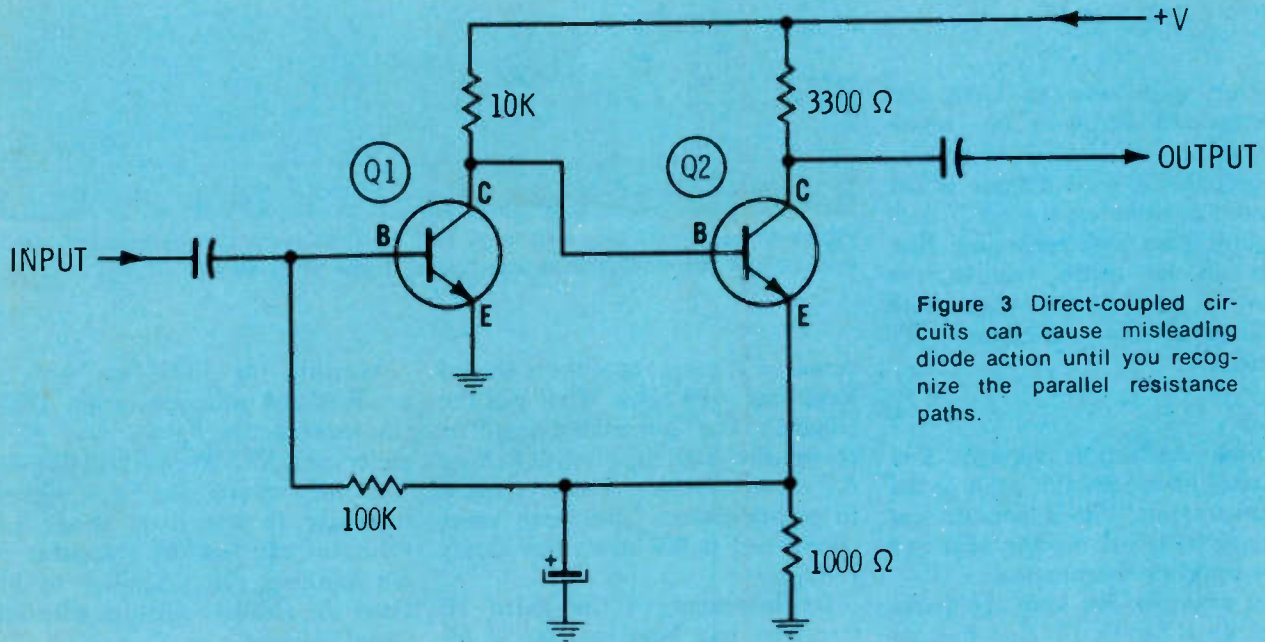 +V
10K
3300 Ω
Q1
C
Q2
C
OUTPUT
B
B
INPUT
E
E
Figure 3 Direct-coupled cir-
cuits can cause misleading
diode action until you recog-
nize the parallel resistance
paths.
100K
1000 Ω
+